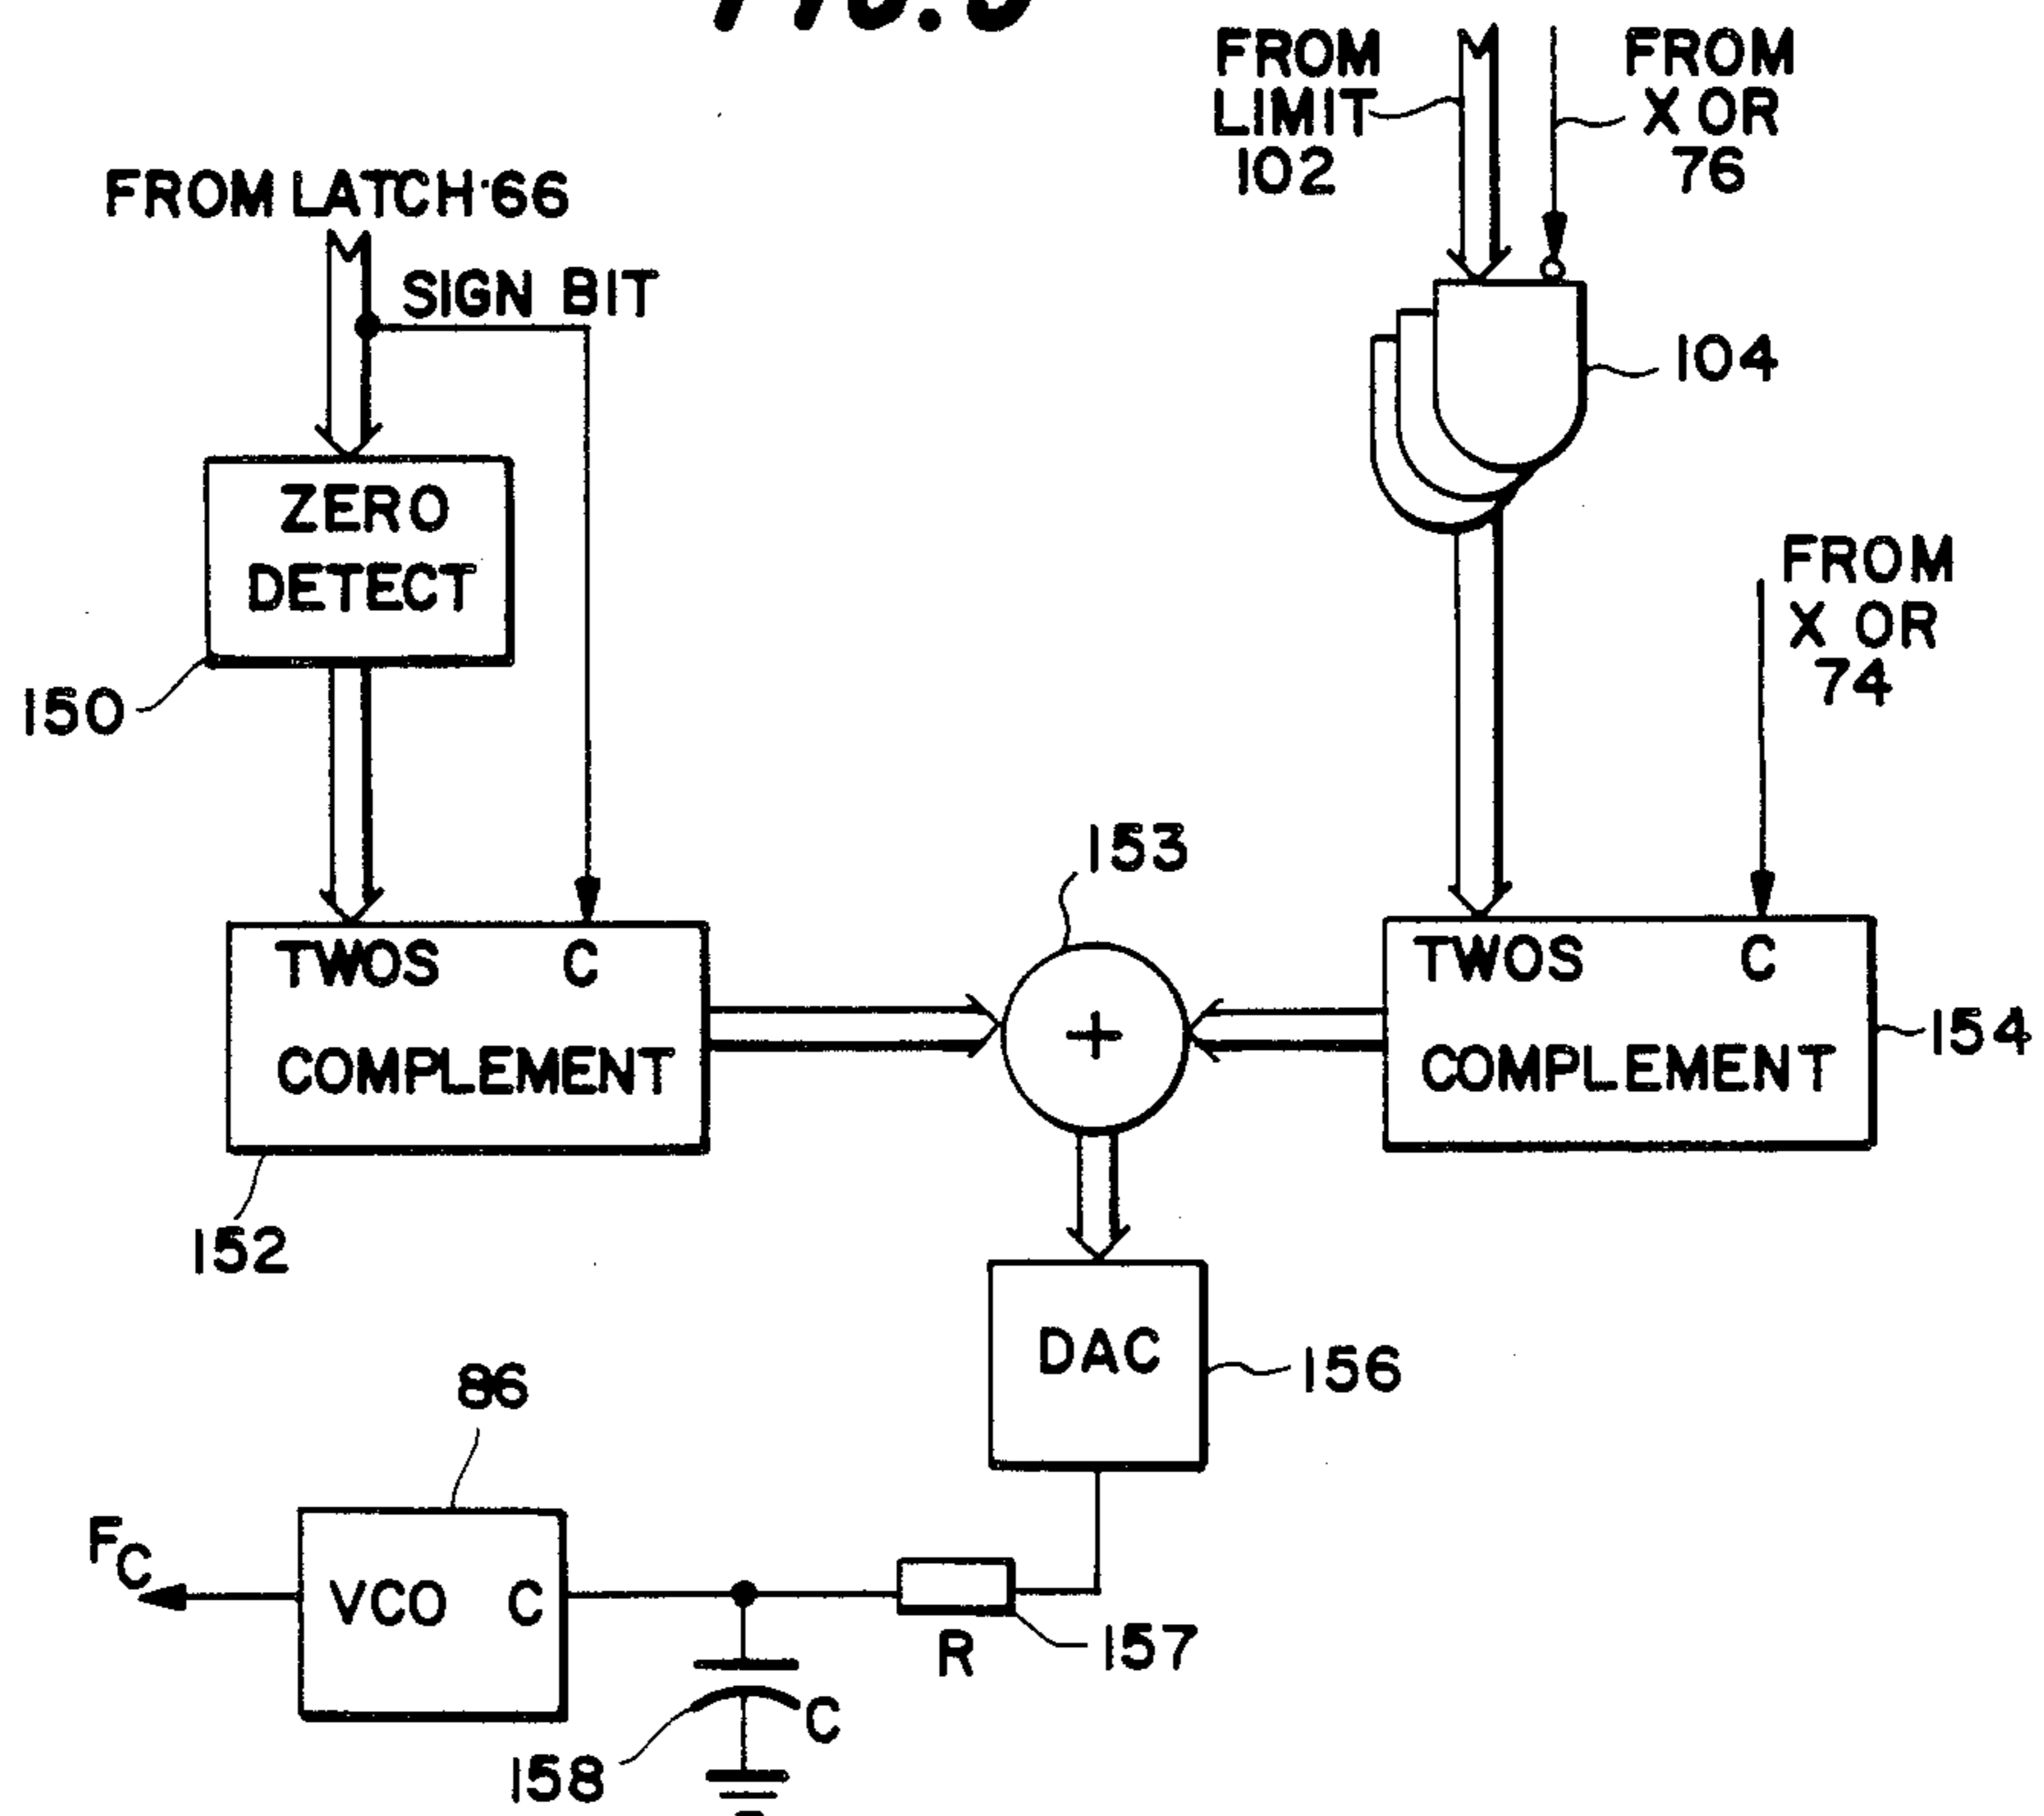 FROM
LIMIT
102
FROM
X OR
76
FROM LATCH 66
SIGN BIT
104
ZERO
DETECT
FROM
X OR
74
150
153
TWOS C
COMPLEMENT
+
TWOS C
COMPLEMENT
154
152
DAC
156
86
FC
VCO C
R
157
C
158